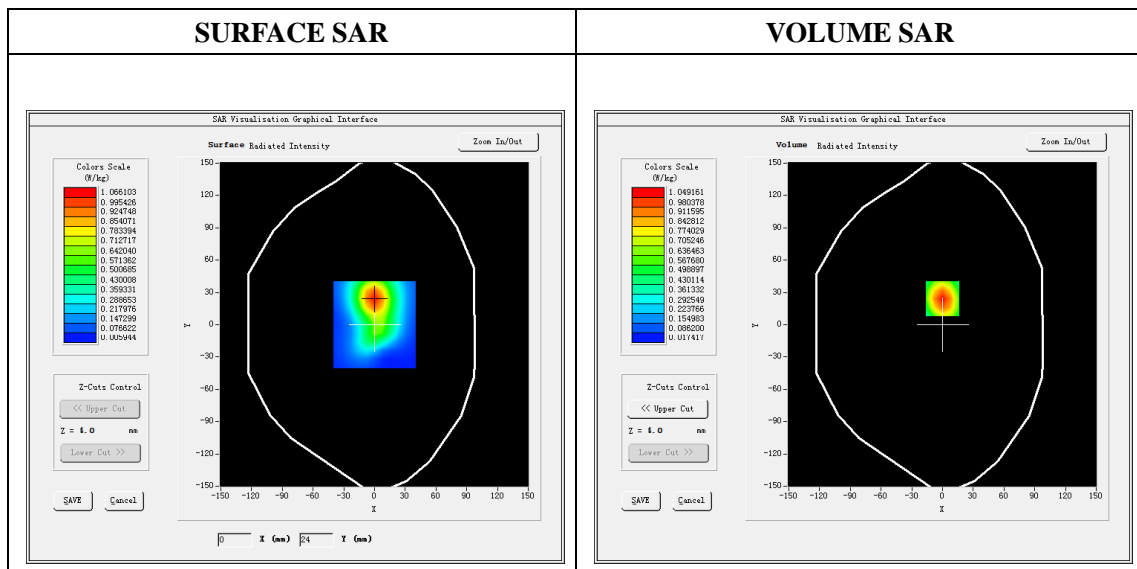 SURFACE SAR
VOLUME SAR
SAR Visualisation Graphical Interface
Surface Radiated Intensity
Zoom In/Out
Colors Scale
(W/kg)
1.066103
0.995426
0.924748
0.854071
0.783394
0.712717
0.642040
0.571362
0.500685
0.430008
0.359331
0.288653
0.217976
0.147299
0.076622
0.005944
150
120
90
60
30
0
-30
-60
-90
-120
-150
Y
-150 -120 -90 -60 -30 0 30 60 90 120 150
X
Z-Cuts Control
<< Upper Cut
Z = 4.0 mm
Lower Cut >>
SAVE Cancel
0 X (mm) 24 Y (mm)
SAR Visualisation Graphical Interface
Volume Radiated Intensity
Zoom In/Out
Colors Scale
(W/kg)
1.049161
0.980378
0.911595
0.842812
0.774029
0.705246
0.636463
0.567680
0.498897
0.430114
0.361332
0.292549
0.223766
0.154983
0.086200
0.017417
150
120
90
60
30
0
-30
-60
-90
-120
-150
Y
-150 -120 -90 -60 -30 0 30 60 90 120 150
X
Z-Cuts Control
<< Upper Cut
Z = 4.0 mm
Lower Cut >>
SAVE Cancel